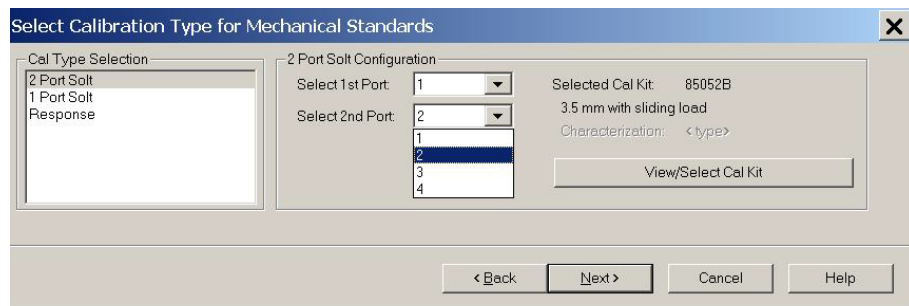 Select Calibration Type for Mechanical Standards
Cal Type Selection
2 Port Solt
1 Port Solt
Response
2 Port Solt Configuration
Select 1st Port: 1
Select 2nd Port: 2
1
2
3
4
Selected Cal Kit: 85052B
3.5 mm with sliding load
Characterization: <type>
View/Select Cal Kit
< Back
Next >
Cancel
Help